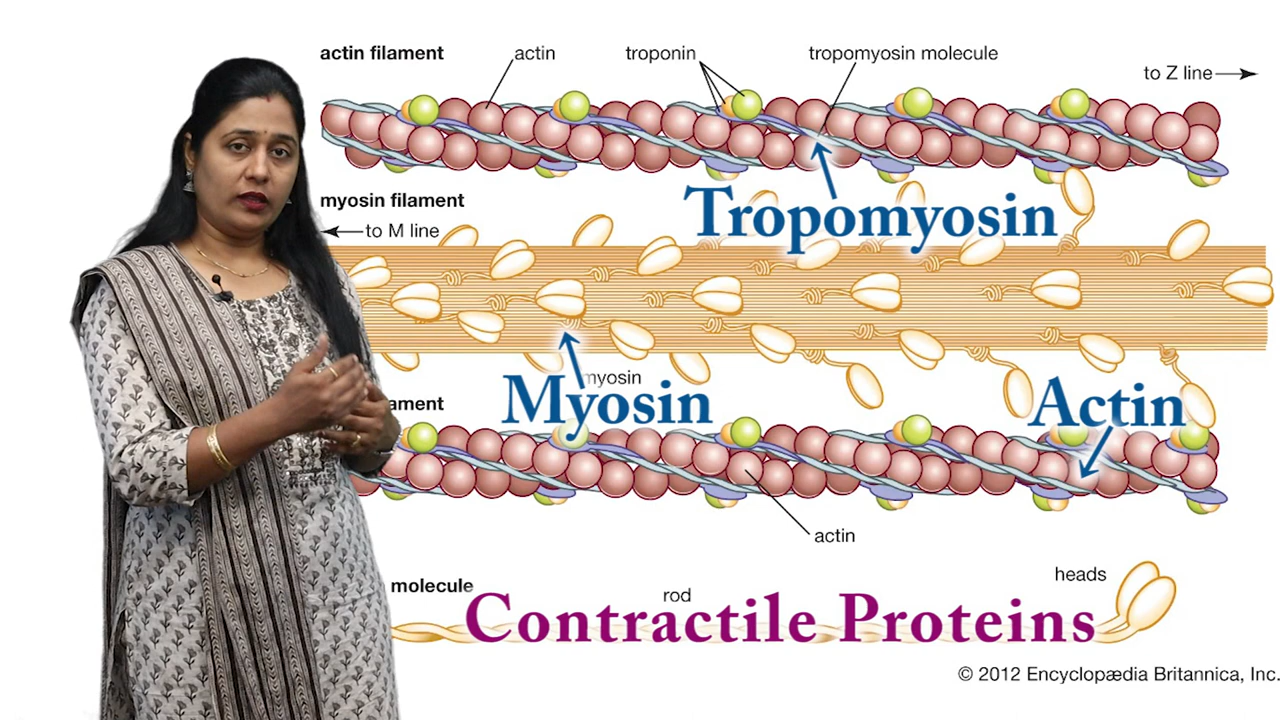 actin filament
actin
troponin
tropomyosin molecule
to Z line
myosin filament
to M line
Tropomyosin
myosin
Myosin
Actin
ament
actin
heads
molecule
rod
Contractile Proteins
© 2012 Encyclopædia Britannica, Inc.